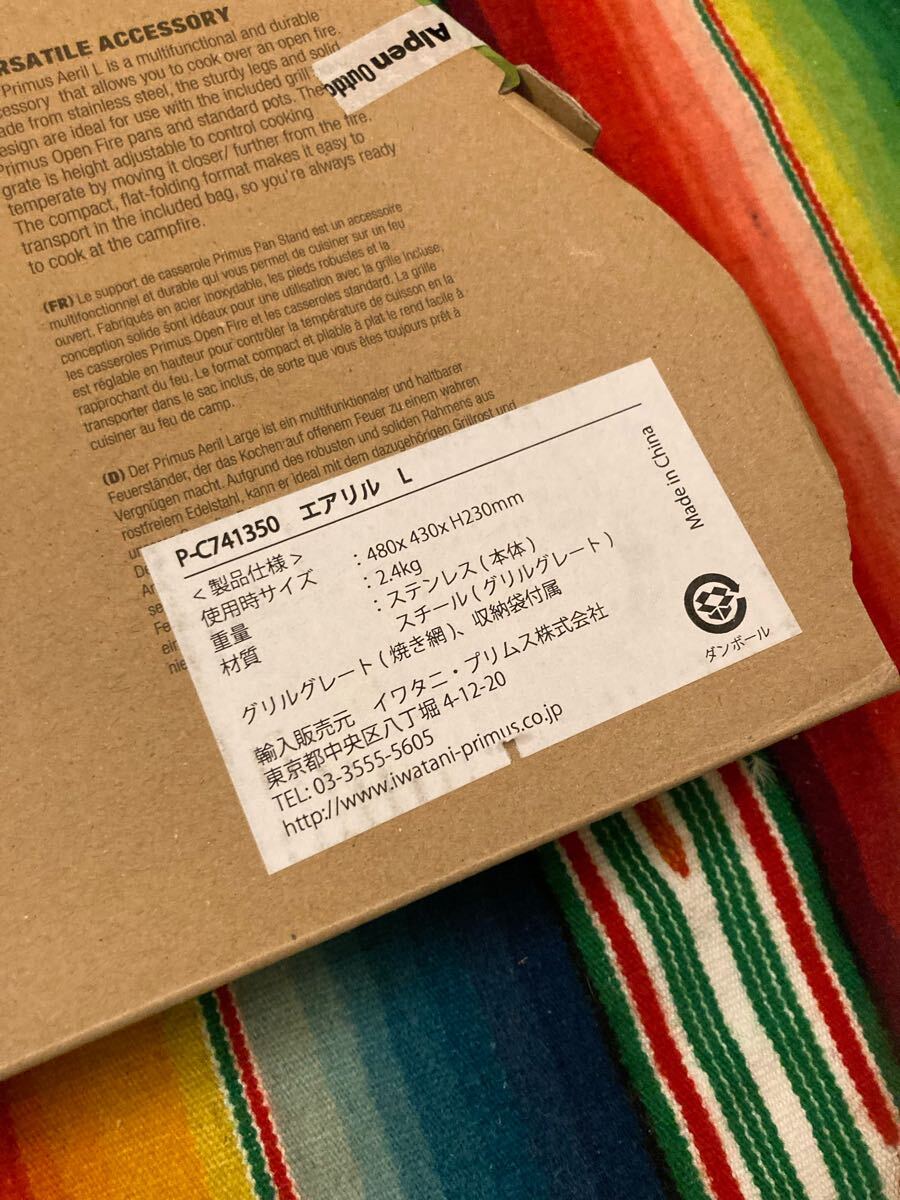 RSATILE ACCESSORY
Primus Aeril L is a multifunctional and durable
cessory that allows you to cook over an open fire.
ade from stainless steel, the sturdy legs and solid
esign are ideal for use with the included grill
Primus Open Fire pans and standard pots. The
grate is height adjustable to control cooking
temperate by moving it closer/ further from the fire.
The compact, flat-folding format makes it easy to
transport in the included bag, so you're always ready
to cook at the campfire.
Alpen Outdo
(FR) Le support de casserole Primus Pan Stand est un accessoire
multifonctionnel et durable qui vous permet de cuisiner sur un feu
ouvert. Fabriqués en acier inoxydable, les pieds robustes et la
conception solide sont idéaux pour une utilisation avec la grille incluse,
les casseroles Primus Open Fire et les casseroles standard. La grille
est réglable en hauteur pour contrôler la température de cuisson en la
rapprochant du feu. Le format compact et pliable à plat le rend facile à
transporter dans le sac inclus, de sorte que vous êtes toujours prêt à
cuisiner au feu de camp.
(D) Der Primus Aeril Large ist ein multifunktionaler und haltbarer
Feuerständer, der das Kochen auf offenem Feuer zu einem wahren
Vergnügen macht. Aufgrund des robusten und soliden Rahmens aus
rostfreiem Edelstahl, kann er Ideal mit dem dazugehörigen Grillrost und
P-C741350 エアリル L
<製品仕様>
使用時サイズ : 480x 430x H230mm
重量 : 2.4kg
材質 : ステンレス(本体)
スチール(グリルグレート)
グリルグレート(焼き網)、収納袋付属
輸入販売元 イワタニ・プリムス株式会社
東京都中央区八丁堀 4-12-20
TEL: 03-3555-5605
http://www.iwatani-primus.co.jp
Made in China
ダンボール